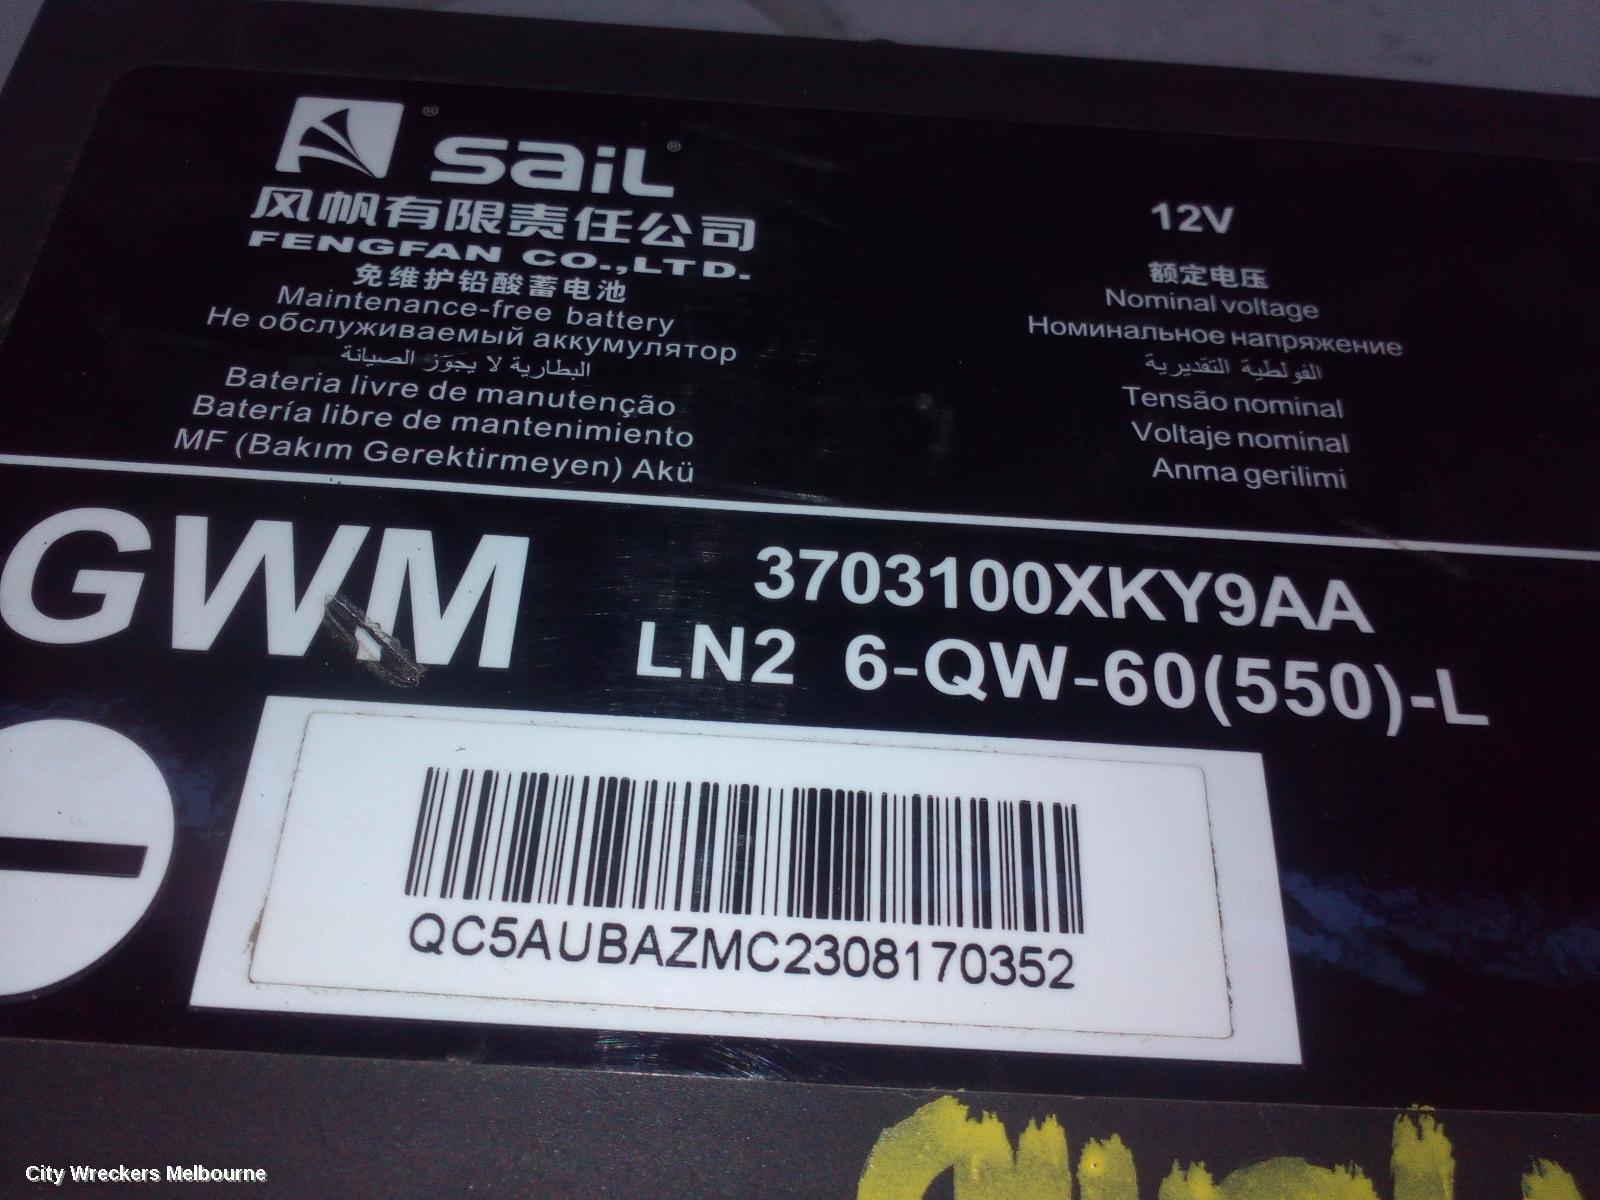 ® saiL®
风帆有限责任公司
FENGFAN CO.,LTD.
免维护铅酸蓄电池
Maintenance-free battery
Не обслуживаемый аккумулятор
البطارية لا يجوز الصيانة
Bateria livre de manutenção
Batería libre de mantenimiento
MF (Bakım Gerektirmeyen) Akü
12V
额定电压
Nominal voltage
Номинальное напряжение
الفولطية التقديرية
Tensão nominal
Voltaje nominal
Anma gerilimi
GWM
3703100XKY9AA
LN2 6-QW-60(550)-L
QC5AUBAZMC2308170352
City Wreckers Melbourne